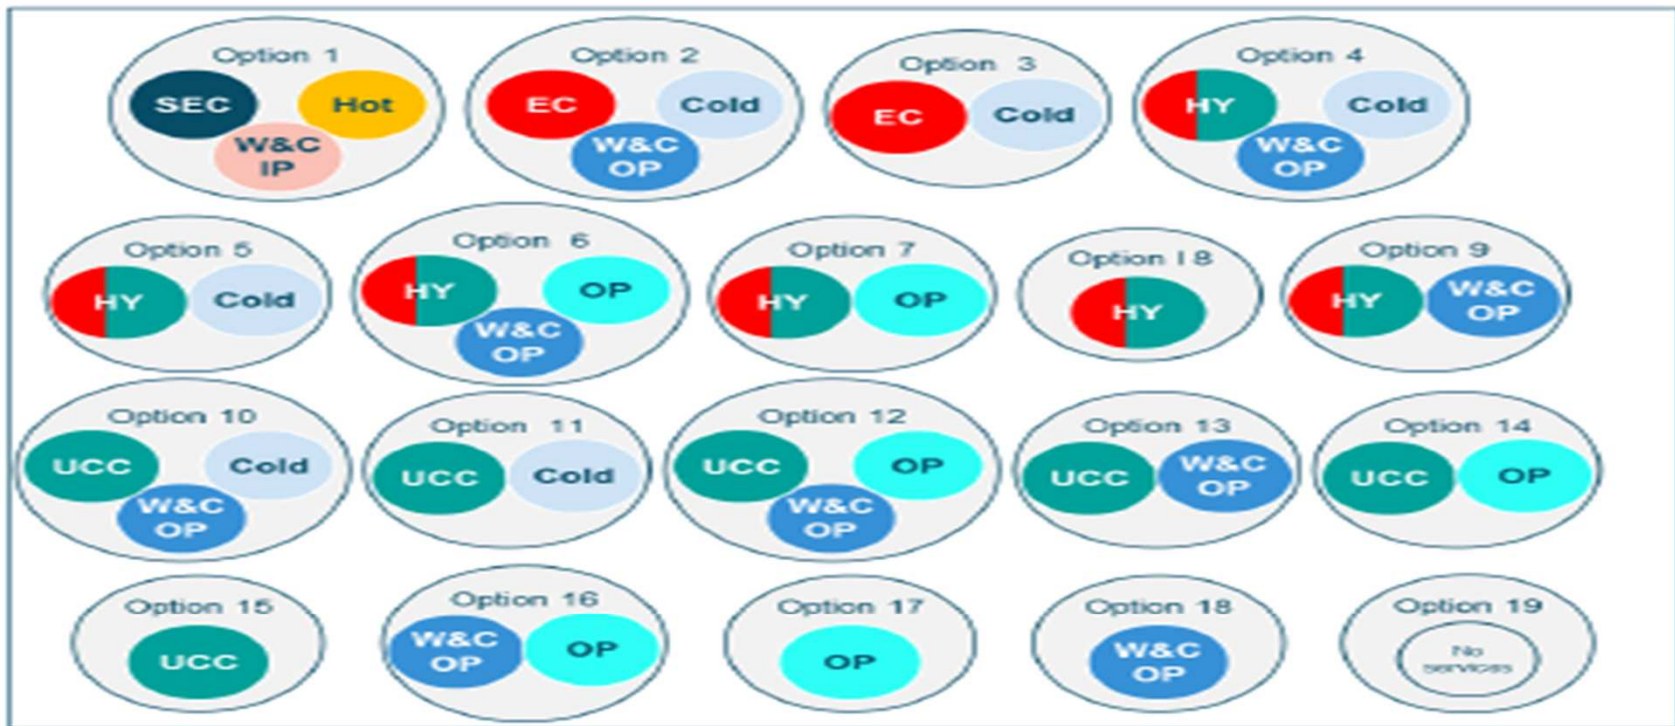 Option 1
SEC
Hot
W&C
IP
Option 2
EC
Cold
W&C
OP
Option 3
EC
Cold
Option 4
HY
Cold
W&C
OP
Option 5
HY
Cold
Option 6
HY
OP
W&C
OP
Option 7
HY
OP
Option I 8
HY
Option 9
HY
W&C
OP
Option 10
UCC
Cold
W&C
OP
Option 11
UCC
Cold
Option 12
UCC
OP
W&C
OP
Option 13
UCC
W&C
OP
Option 14
UCC
OP
Option 15
UCC
Option 16
W&C
OP
OP
Option 17
OP
Option 18
W&C
OP
Option 19
No
services